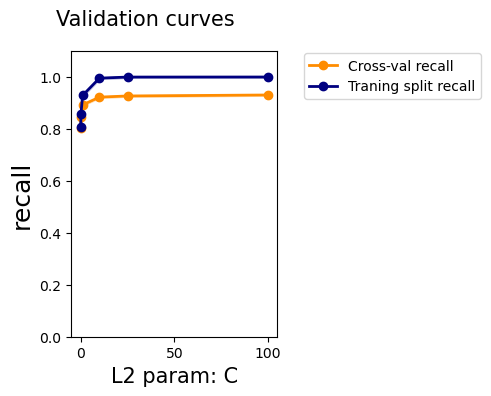 Validation curves
Cross-val recall
Traning split recall
1.0
0.8
0.6
0.4
0.2
0.0
recall
0 50 100
L2 param: C